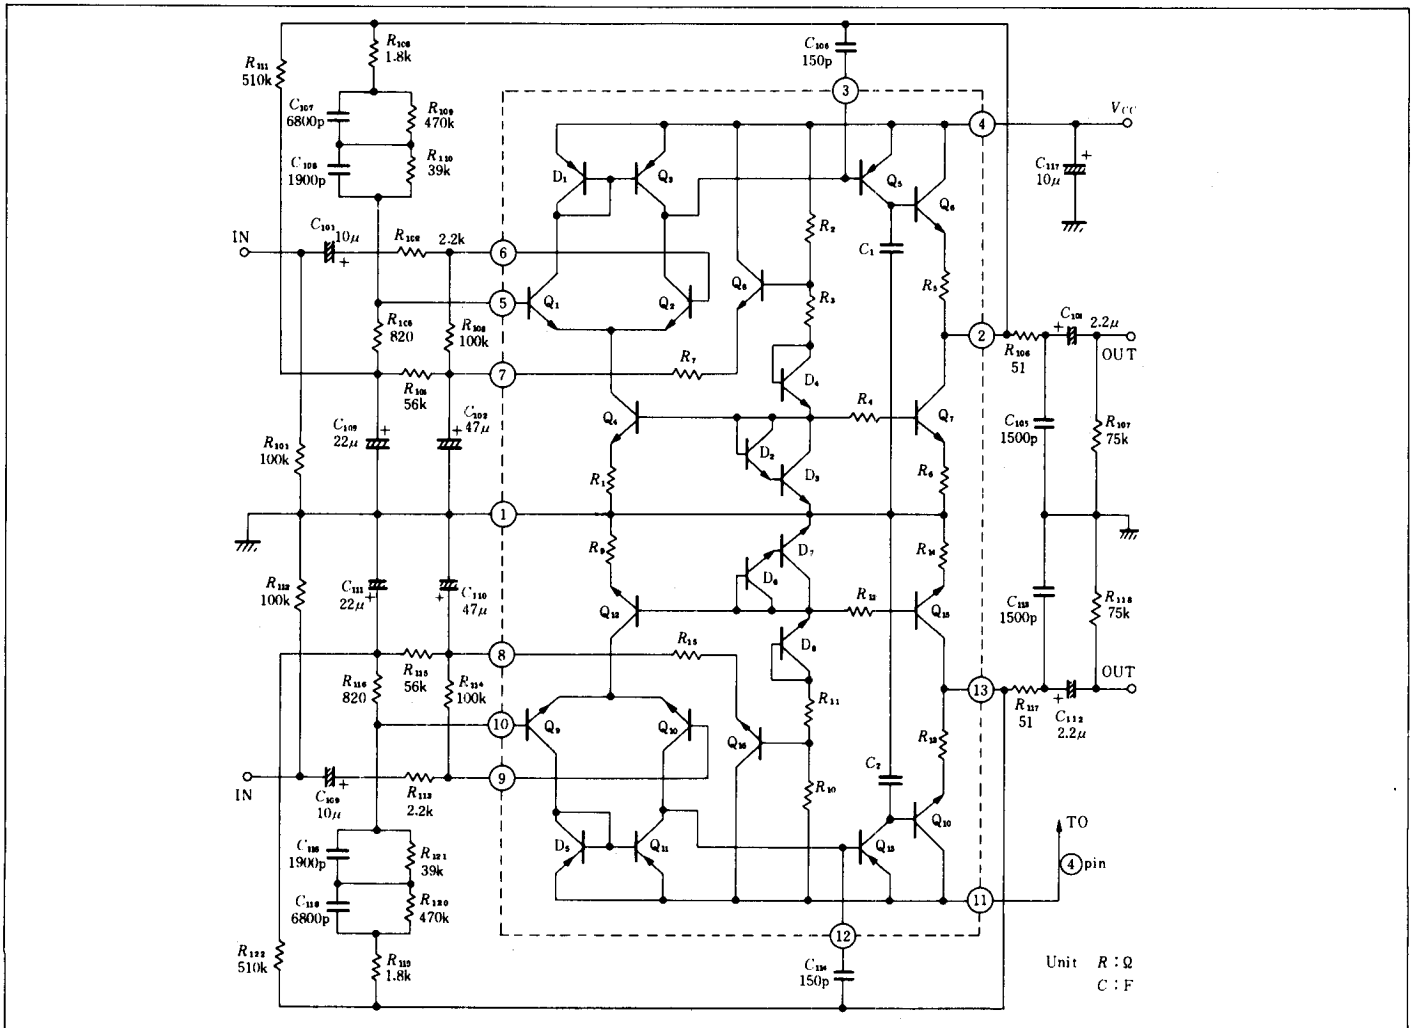 R₁₀₈
1.8k
R₁₁₁
510k
C₁₀₇
6800p
R₁₀₉
470k
C₁₀₈
1900p
R₁₁₀
39k
C₁₀₆
150p
3
4
V_CC
C₁₁₇
10μ
+
D₁
Q₃
Q₅
Q₆
R₂
C₁
IN
C₁₀₁
10μ
+
R₁₀₂
2.2k
6
5
Q₁
Q₂
Q₈
R₃
R₅
R₁₀₅
820
R₁₀₃
100k
2
R₁₀₆
51
+
2.2μ
OUT
R₁₀₄
56k
7
R₇
D₄
Q₄
R₄
Q₇
C₁₀₉
22μ
+
C₁₀₂
47μ
+
R₁₀₁
100k
R₁
D₂
D₃
R₆
C₁₀₅
1500p
R₁₀₇
75k
1
R₉
D₇
R₁₄
R₁₁₂
100k
C₁₁₁
22μ
+
C₁₁₀
47μ
+
D₆
Q₁₂
R₁₂
Q₁₅
C₁₁₃
1500p
R₁₁₈
75k
R₁₁₆
820
R₁₁₅
56k
R₁₁₄
100k
8
R₁₅
D₈
13
R₁₁₇
51
+
C₁₁₂
2.2μ
OUT
10
Q₉
Q₁₀
Q₁₆
R₁₁
R₁₃
IN
C₁₀₉
10μ
+
R₁₁₃
2.2k
9
R₁₀
C₂
Q₁₀
C₁₁₅
1900p
R₁₂₁
39k
D₅
Q₁₁
Q₁₃
TO
4 pin
C₁₁₈
6800p
R₁₂₀
470k
11
12
R₁₂₂
510k
R₁₁₉
1.8k
C₁₁₄
150p
Unit R : Ω
C : F